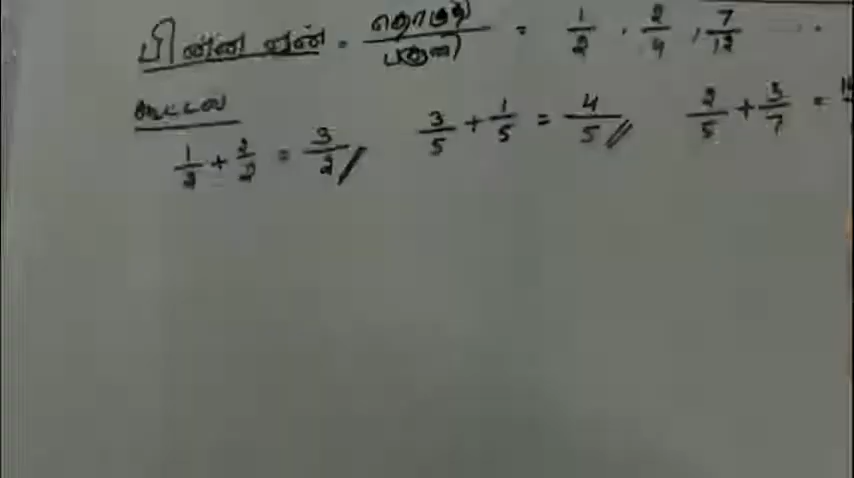 பின்ன எண் = தொகுதி/பகுதி = 1/2, 2/4, 7/12 ...
கூட்டல்
1/2 + 2/2 = 3/2 // 3/5 + 1/5 = 4/5 // 2/5 + 3/7 =